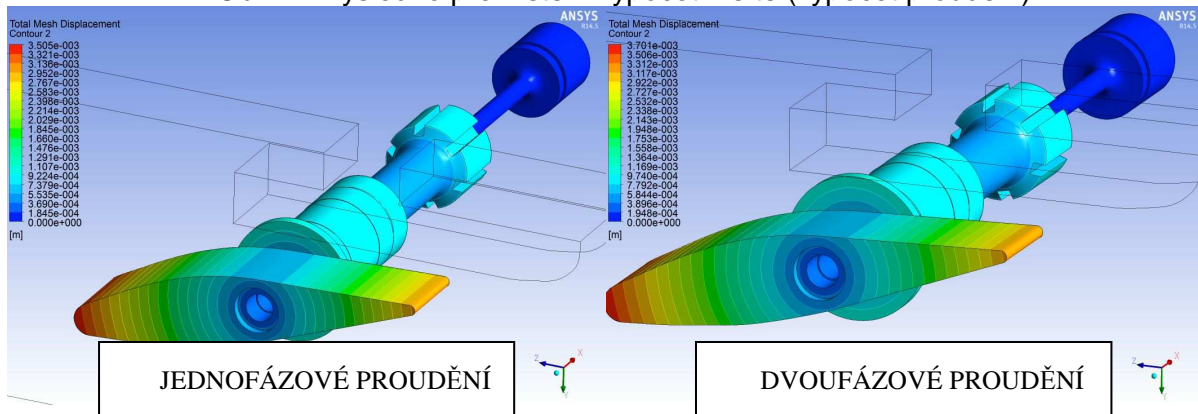 (výpočet proudění)
Total Mesh Displacement
Contour 2
3.505e-003
3.321e-003
3.136e-003
2.952e-003
2.767e-003
2.583e-003
2.398e-003
2.214e-003
2.029e-003
1.845e-003
1.660e-003
1.476e-003
1.291e-003
1.107e-003
9.224e-004
7.379e-004
5.535e-004
3.690e-004
1.845e-004
0.000e+000
[m]
ANSYS
R14.5
JEDNOFÁZOVÉ PROUDĚNÍ
Z
X
Y
Total Mesh Displacement
Contour 2
3.701e-003
3.506e-003
3.312e-003
3.117e-003
2.922e-003
2.727e-003
2.532e-003
2.338e-003
2.143e-003
1.948e-003
1.753e-003
1.558e-003
1.364e-003
1.169e-003
9.740e-004
7.792e-004
5.844e-004
3.896e-004
1.948e-004
0.000e+000
[m]
ANSYS
R14.5
DVOUFÁZOVÉ PROUDĚNÍ
Z
X
Y